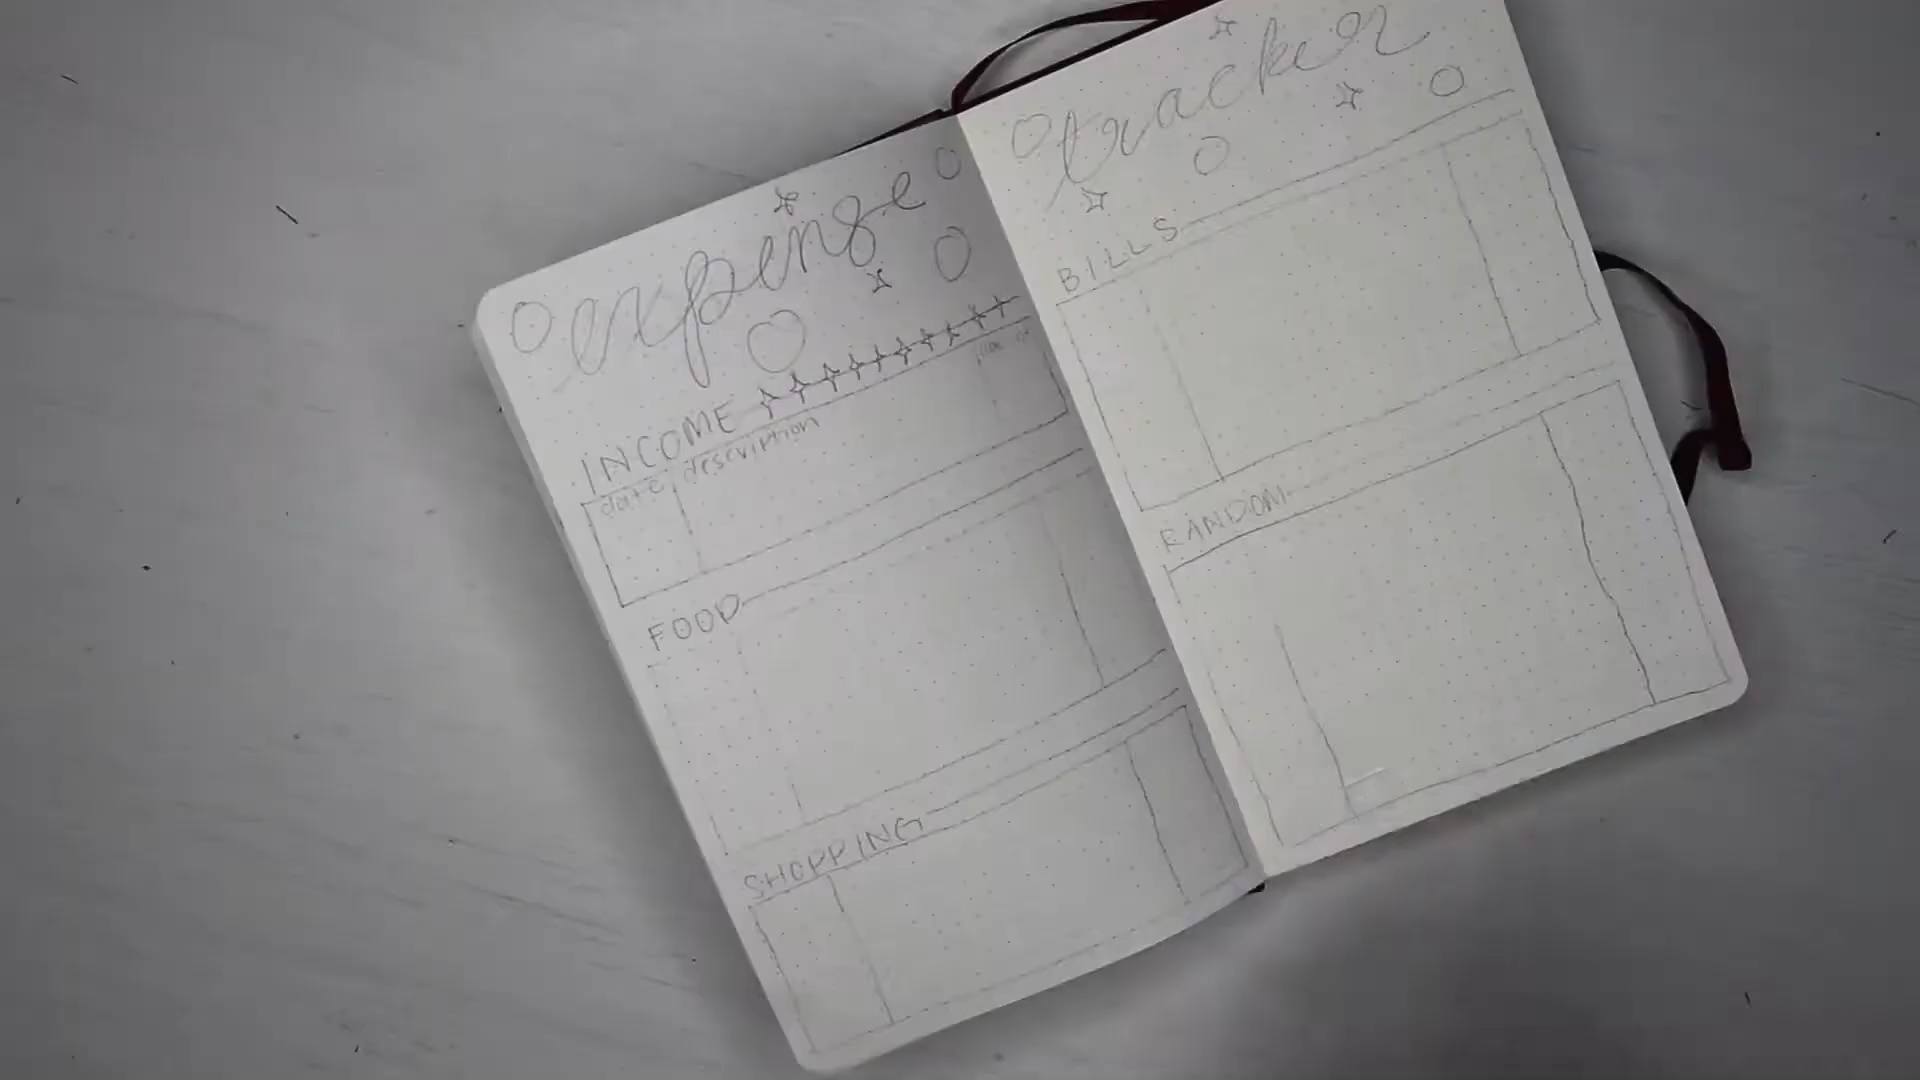 expense
INCOME
date description
FOOD
SHOPPING
tracker
BILLS
RANDOM